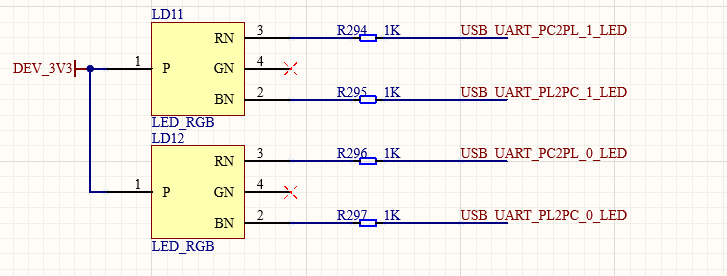 LD11
DEV_3V3
1 P RN 3 R294 1K USB_UART_PC2PL_1_LED
GN 4
BN 2 R295 1K USB_UART_PL2PC_1_LED
LED_RGB
LD12
RN 3 R296 1K USB_UART_PC2PL_0_LED
1 P GN 4
BN 2 R297 1K USB_UART_PL2PC_0_LED
LED_RGB